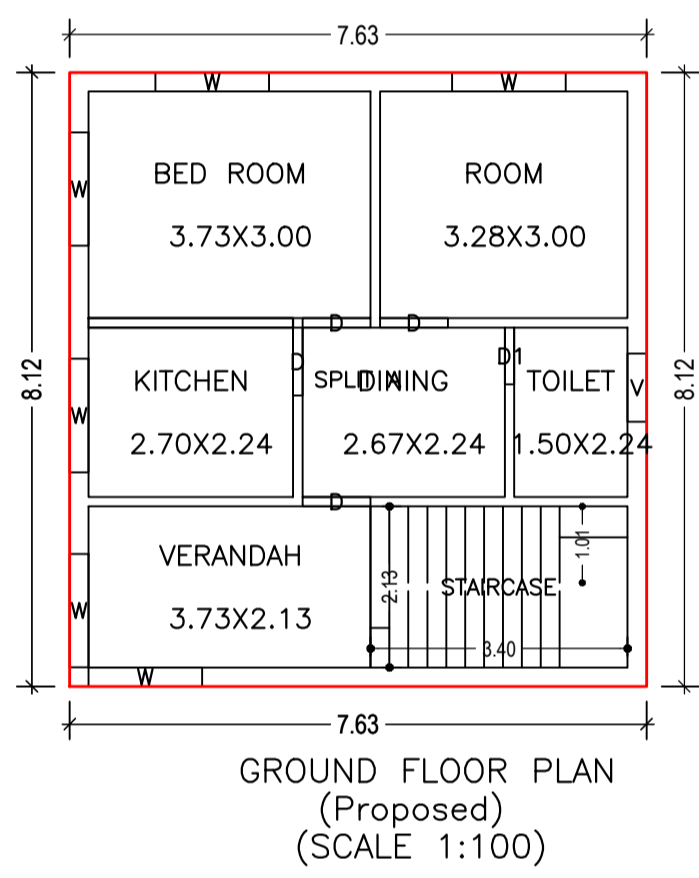 7.63
W
W
BED ROOM
ROOM
W
3.73X3.00
3.28X3.00
D
D
8.12
8.12
D
D1
KITCHEN
SPLIT
DINING
TOILET
V
W
2.70X2.24
2.67X2.24
1.50X2.24
D
VERANDAH
1.01
2.13
STAIRCASE
W
3.73X2.13
3.40
W
7.63
GROUND FLOOR PLAN
(Proposed)
(SCALE 1:100)